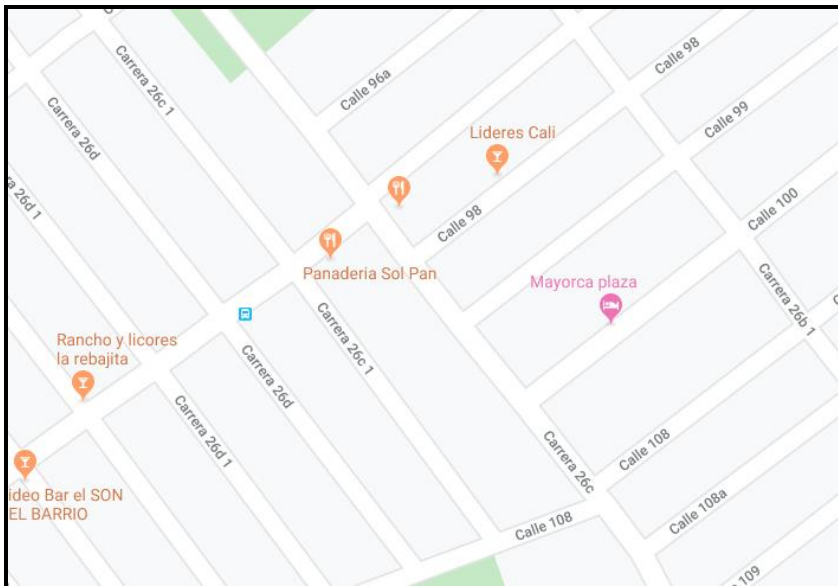 Carrera 26c 1
Carrera 26d
26d 1
Calle 96a
Calle 98
Calle 99
Lideres Cali
Calle 98
Calle 100
Panaderia Sol Pan
Mayorca plaza
Carrera 26b 1
Rancho y licores
la rebajita
Carrera 26c 1
Carrera 26d
Carrera 26d 1
Carrera 26c
Calle 108
ideo Bar el SON
EL BARRIO
Calle 108
Calle 108a
109